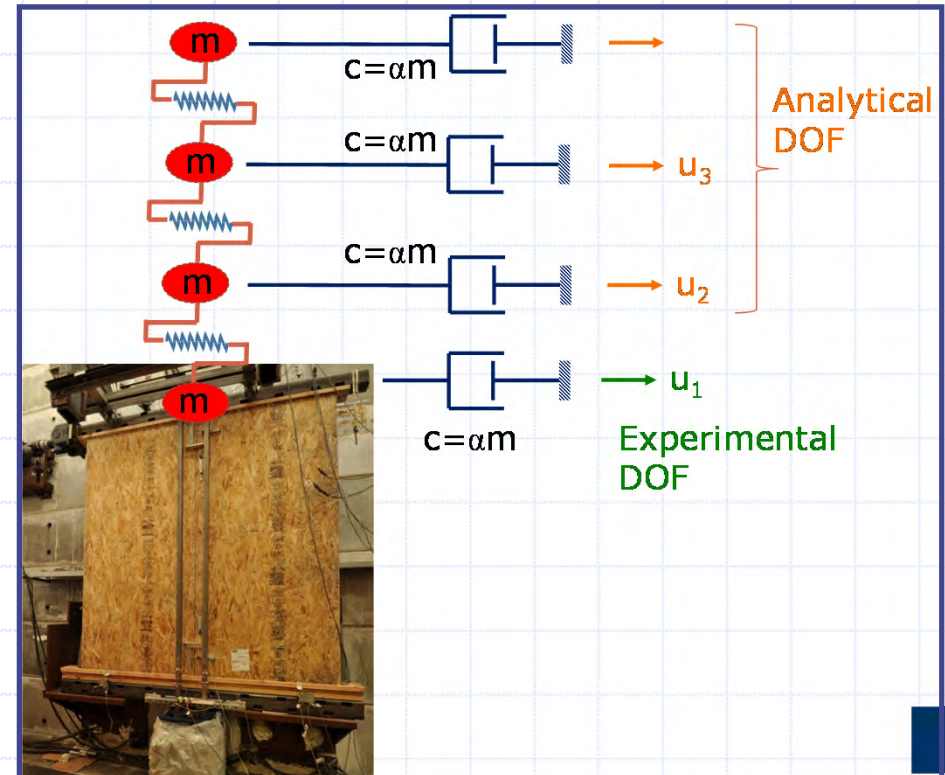 m
c=αm
Analytical
DOF
c=αm
m
u₃
c=αm
m
u₂
m
u₁
c=αm
Experimental
DOF